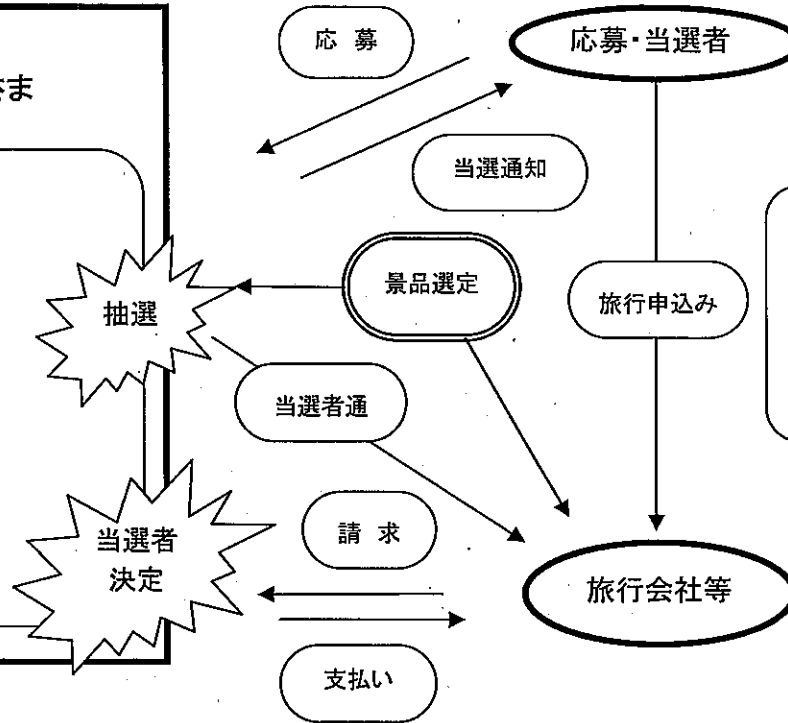 応 募
応募・当選者
さま
当選通知
景品選定
旅行申込み
抽選
当選者通
請 求
当選者
決定
旅行会社等
支払い